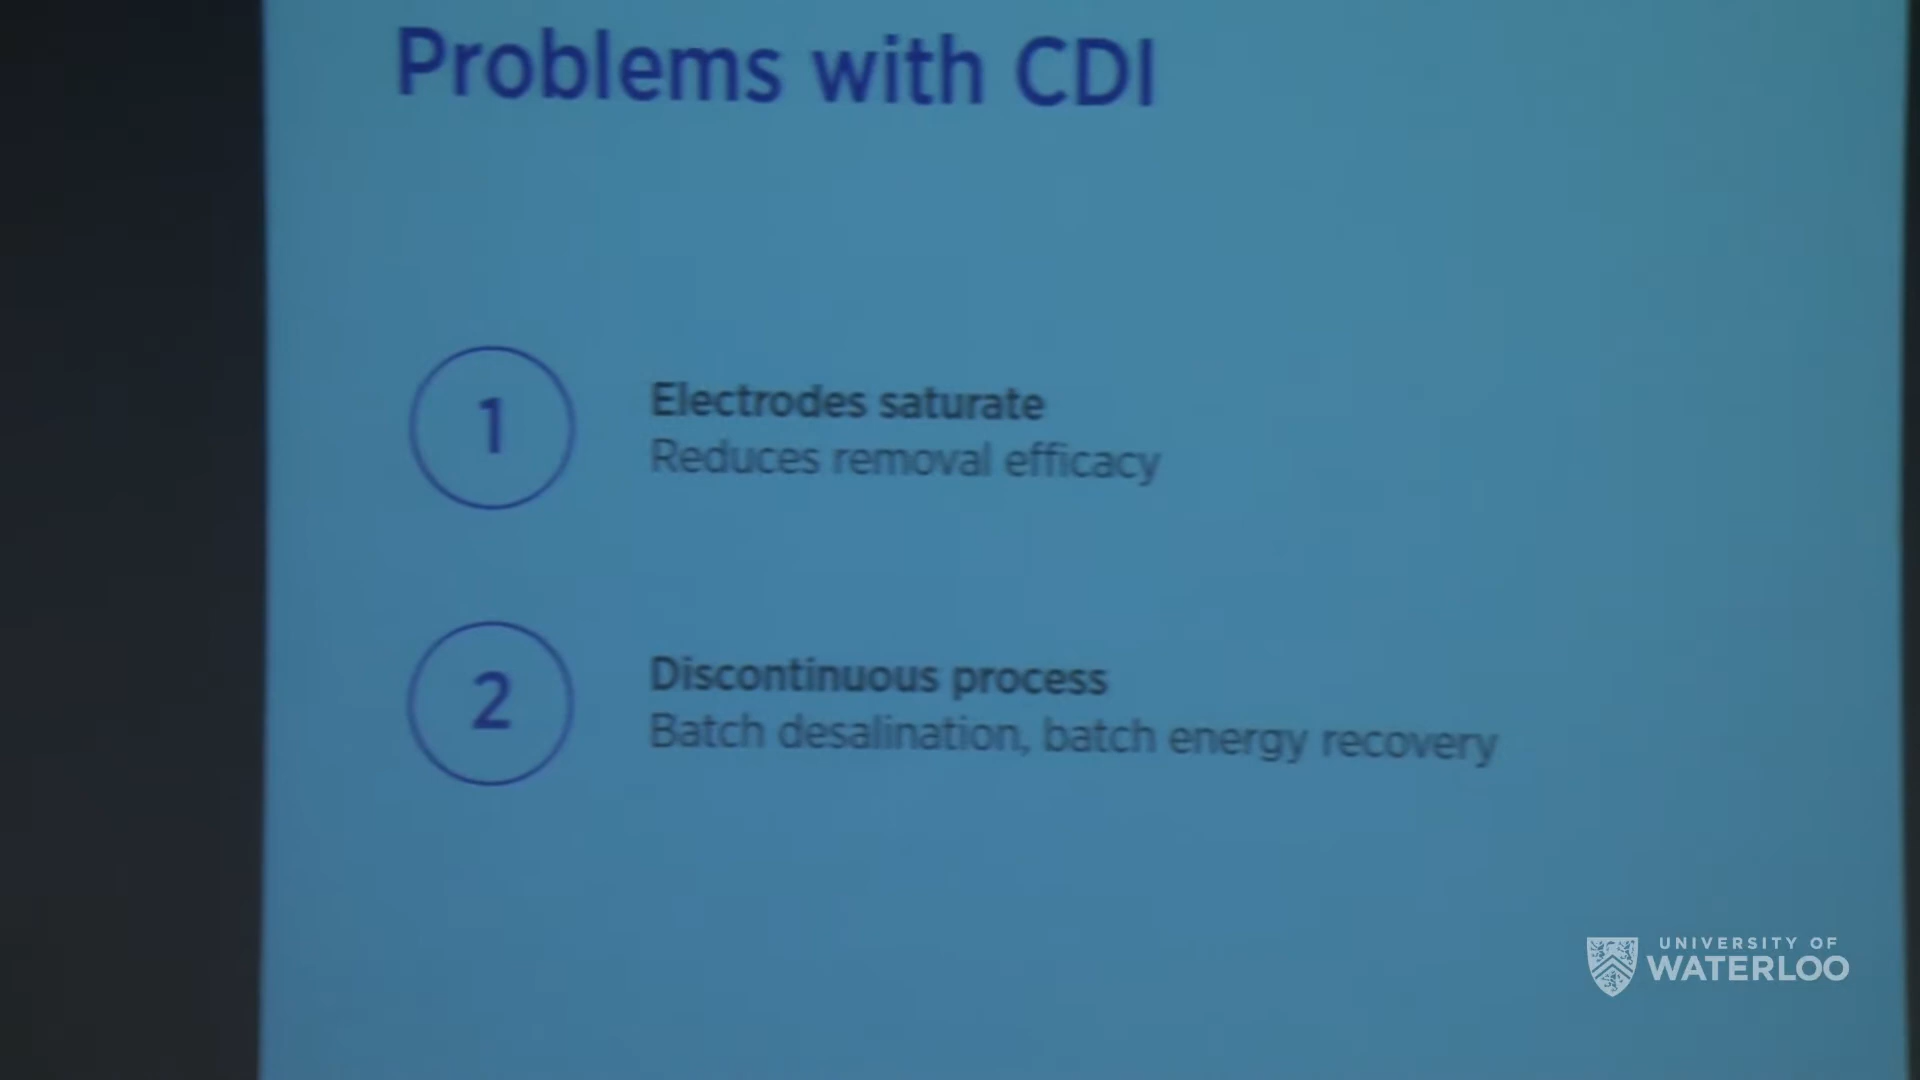 Problems with CDI
1
Electrodes saturate
Reduces removal efficacy
2
Discontinuous process
Batch desalination, batch energy recovery
UNIVERSITY OF
WATERLOO